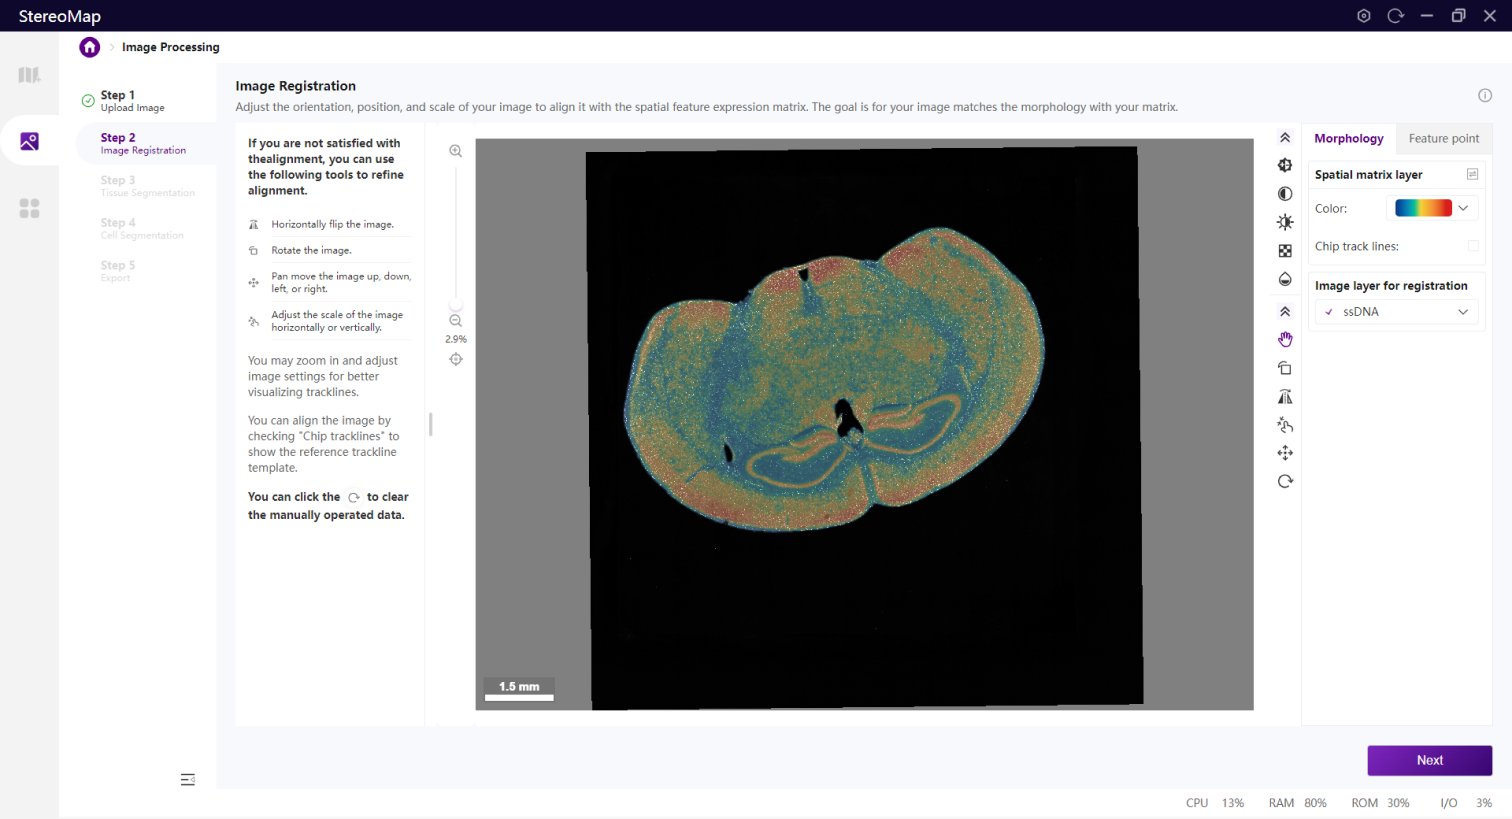 StereoMap
Image Processing
Step 1
Upload Image
Step 2
Image Registration
Step 3
Tissue Segmentation
Step 4
Cell Segmentation
Step 5
Export
Image Registration
Adjust the orientation, position, and scale of your image to align it with the spatial feature expression matrix. The goal is for your image matches the morphology with your matrix.
If you are not satisfied with
thealignment, you can use
the following tools to refine
alignment.
Horizontally flip the image.
Rotate the image.
Pan move the image up, down,
left, or right.
Adjust the scale of the image
horizontally or vertically.
You may zoom in and adjust
image settings for better
visualizing tracklines.
You can align the image by
checking "Chip tracklines" to
show the reference trackline
template.
You can click the to clear
the manually operated data.
2.9%
1.5 mm
Morphology
Feature point
Spatial matrix layer
Color:
Chip track lines:
Image layer for registration
ssDNA
Next
CPU 13% RAM 80% ROM 30% I/O 3%